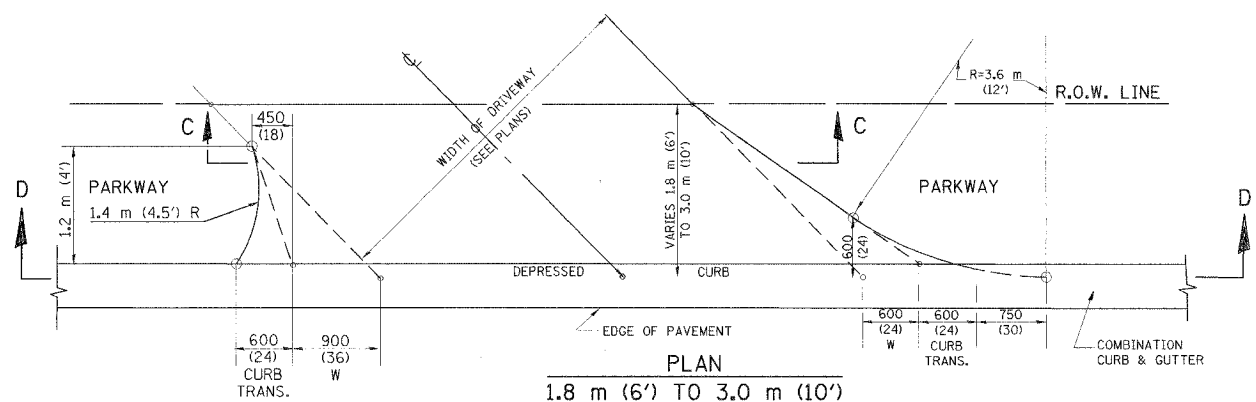 R=3.6 m
(12')
R.O.W. LINE
℄
WIDTH OF DRIVEWAY
(SEE PLANS)
C
450
(18)
C
D
1.2 m (4')
PARKWAY
1.4 m (4.5') R
VARIES 1.8 m (6')
TO 3.0 m (10')
PARKWAY
D
600
(24)
DEPRESSED
CURB
EDGE OF PAVEMENT
600
(24)
CURB
TRANS.
900
(36)
W
600
(24)
W
600
(24)
CURB
TRANS.
750
(30)
COMBINATION
CURB & GUTTER
PLAN
1.8 m (6') TO 3.0 m (10')